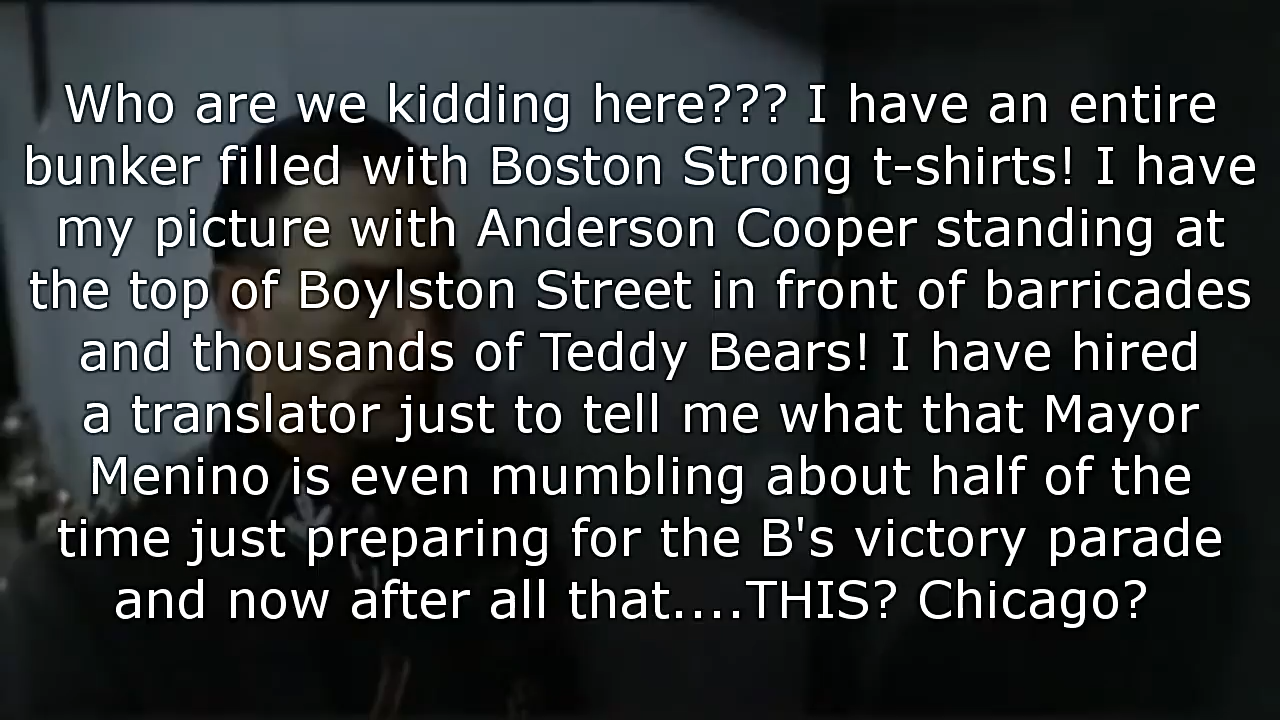 Who are we kidding here??? I have an entire
bunker filled with Boston Strong t-shirts! I have
my picture with Anderson Cooper standing at
the top of Boylston Street in front of barricades
and thousands of Teddy Bears! I have hired
a translator just to tell me what that Mayor
Menino is even mumbling about half of the
time just preparing for the B's victory parade
and now after all that....THIS? Chicago?